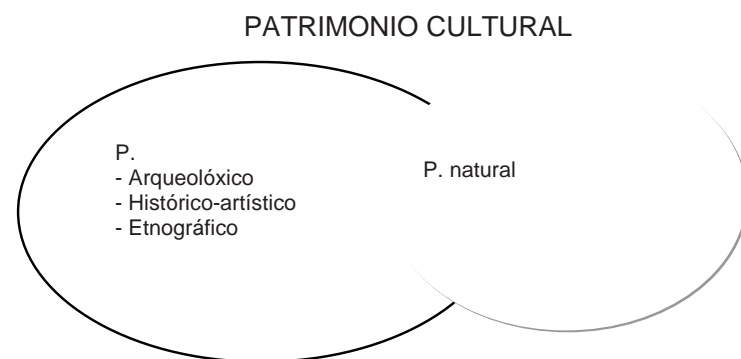 PATRIMONIO CULTURAL
P.
- Arqueolóxico
- Histórico-artístico
- Etnográfico
P. natural